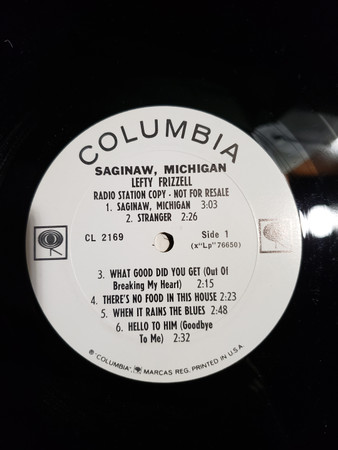 COLUMBIA
SAGINAW, MICHIGAN
LEFTY FRIZZELL
RADIO STATION COPY - NOT FOR RESALE
1. SAGINAW, MICHIGAN 3:03
2. STRANGER 2:26
CL 2169
Side 1
(x"Lp"76650)
3. WHAT GOOD DID YOU GET (Out Of
Breaking My Heart) 2:15
4. THERE'S NO FOOD IN THIS HOUSE 2:23
5. WHEN IT RAINS THE BLUES 2:48
6. HELLO TO HIM (Goodbye
To Me) 2:32
® "COLUMBIA", MARCAS REG. PRINTED IN U.S.A.